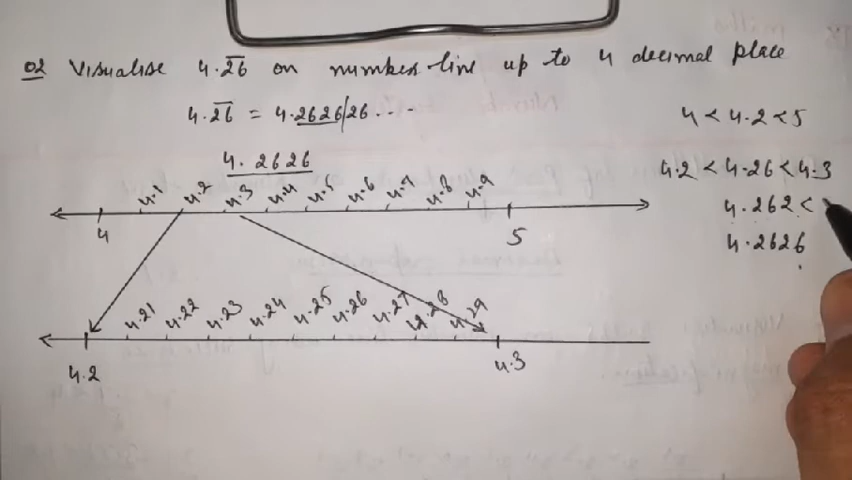 Q2 Visualise 4.2̅6̅ on number line up to 4 decimal place
4.2̅6̅ = 4.2626/26...
4.2626
4 < 4.2 < 5
4.2 < 4.26 < 4.3
4.262 <
4.2626
4.1 4.2 4.3 4.4 4.5 4.6 4.7 4.8 4.9
4 5
4.21 4.22 4.23 4.24 4.25 4.26 4.27 4.28 4.29
4.2 4.3